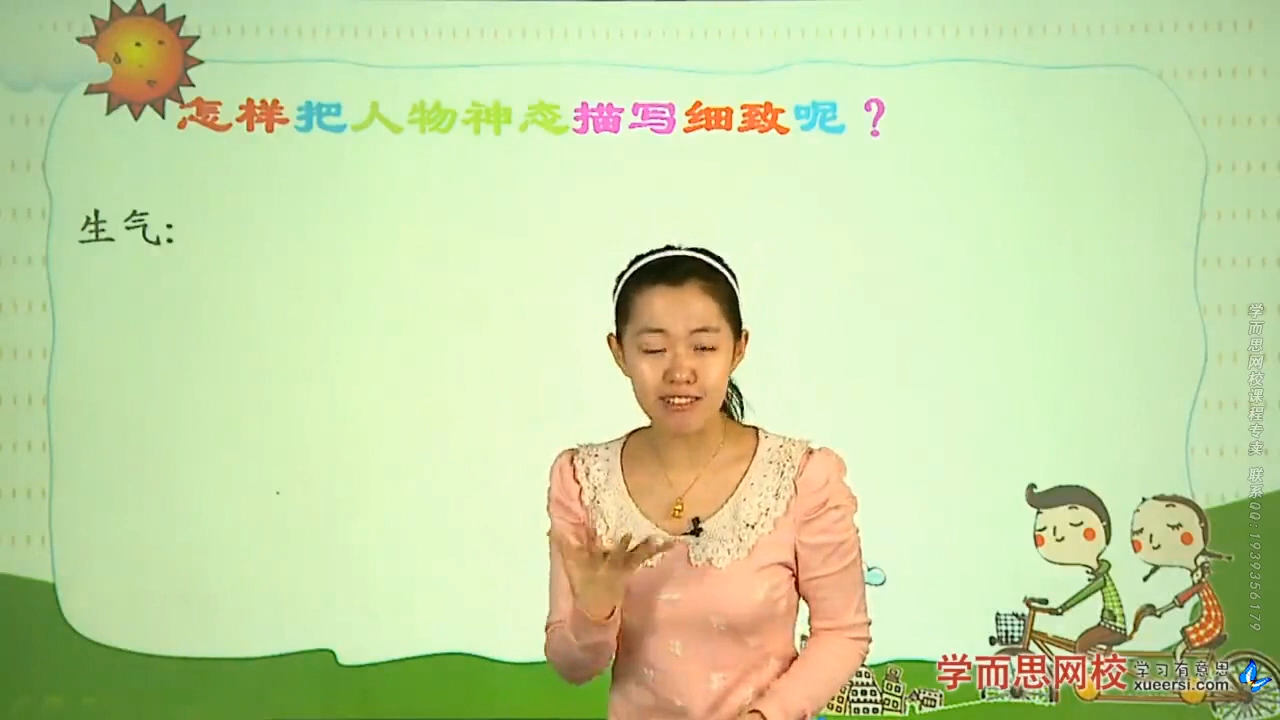 怎样把人物神态描写细致呢？
生气:
学而思网校课程专卖 联系QQ:19393561179
学而思网校
学习有意思
xueersi.com